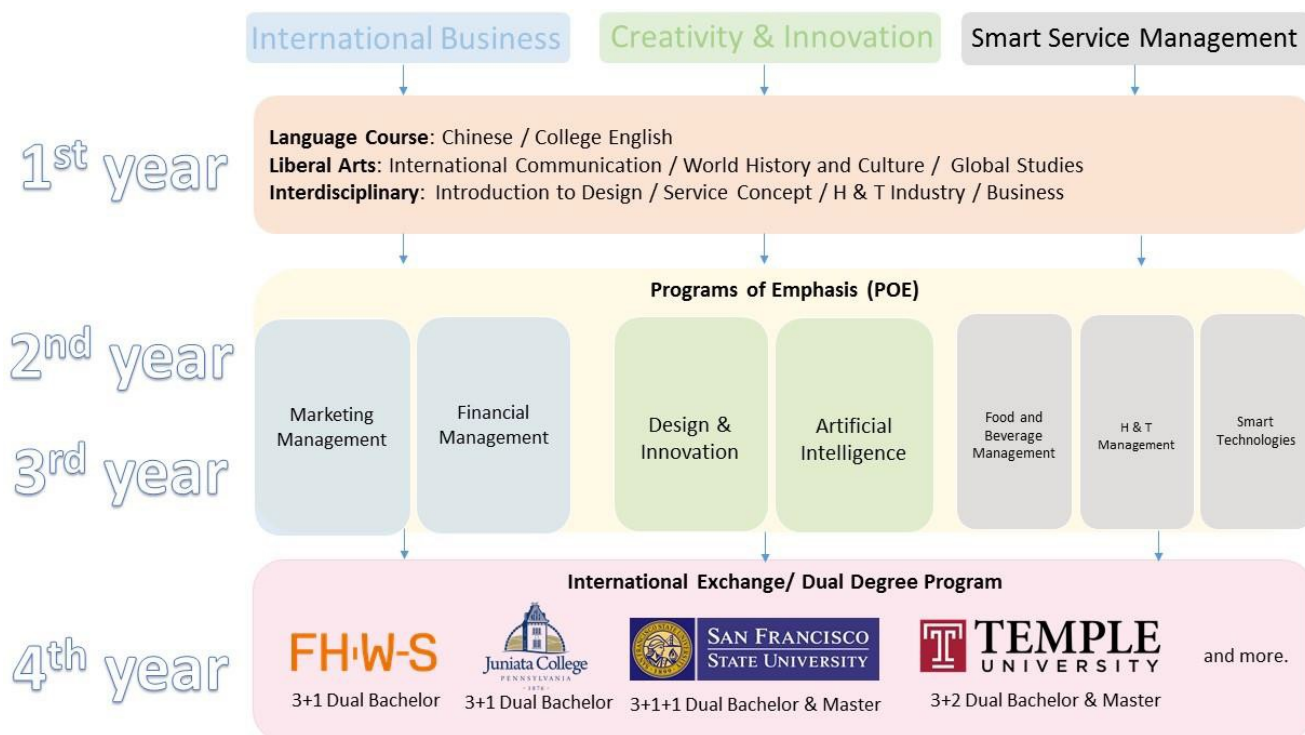 International Business
Creativity & Innovation
Smart Service Management
1st year
Language Course: Chinese / College English
Liberal Arts: International Communication / World History and Culture / Global Studies
Interdisciplinary: Introduction to Design / Service Concept / H & T Industry / Business
Programs of Emphasis (POE)
2nd year
3rd year
Marketing
Management
Financial
Management
Design &
Innovation
Artificial
Intelligence
Food and
Beverage
Management
H & T
Management
Smart
Technologies
4th year
International Exchange/ Dual Degree Program
FH·W-S
3+1 Dual Bachelor
Juniata College
PENNSYLVANIA
· 1876 ·
3+1 Dual Bachelor
SAN FRANCISCO
STATE UNIVERSITY
3+1+1 Dual Bachelor & Master
TEMPLE
UNIVERSITY
3+2 Dual Bachelor & Master
and more.